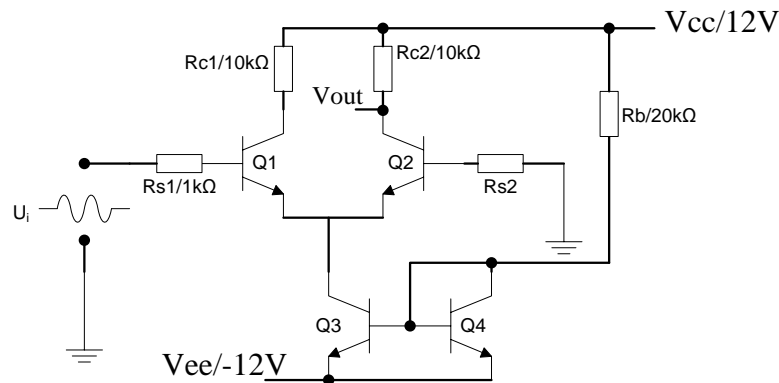 Vcc/12V
Rc1/10kΩ
Rc2/10kΩ
Vout
Rb/20kΩ
Q1
Q2
Rs1/1kΩ
Rs2
Ui
Q3
Q4
Vee/-12V